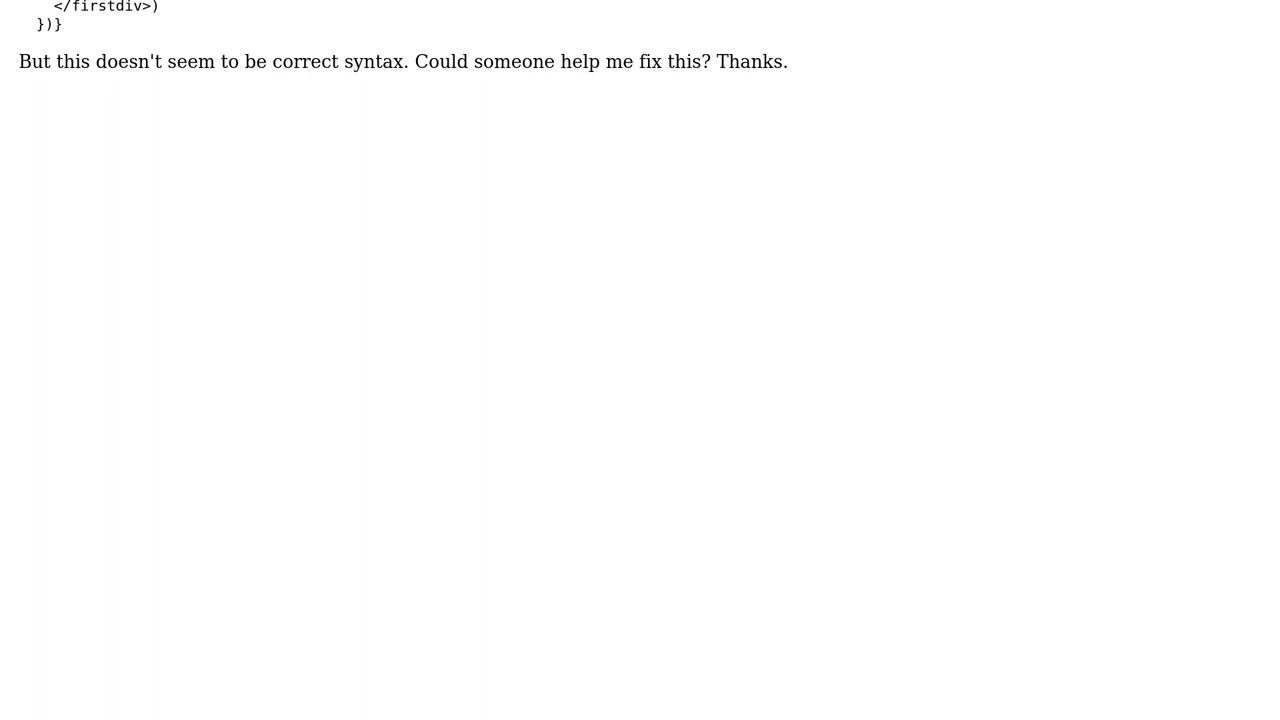 </firstdiv>)
})}
But this doesn't seem to be correct syntax. Could someone help me fix this? Thanks.